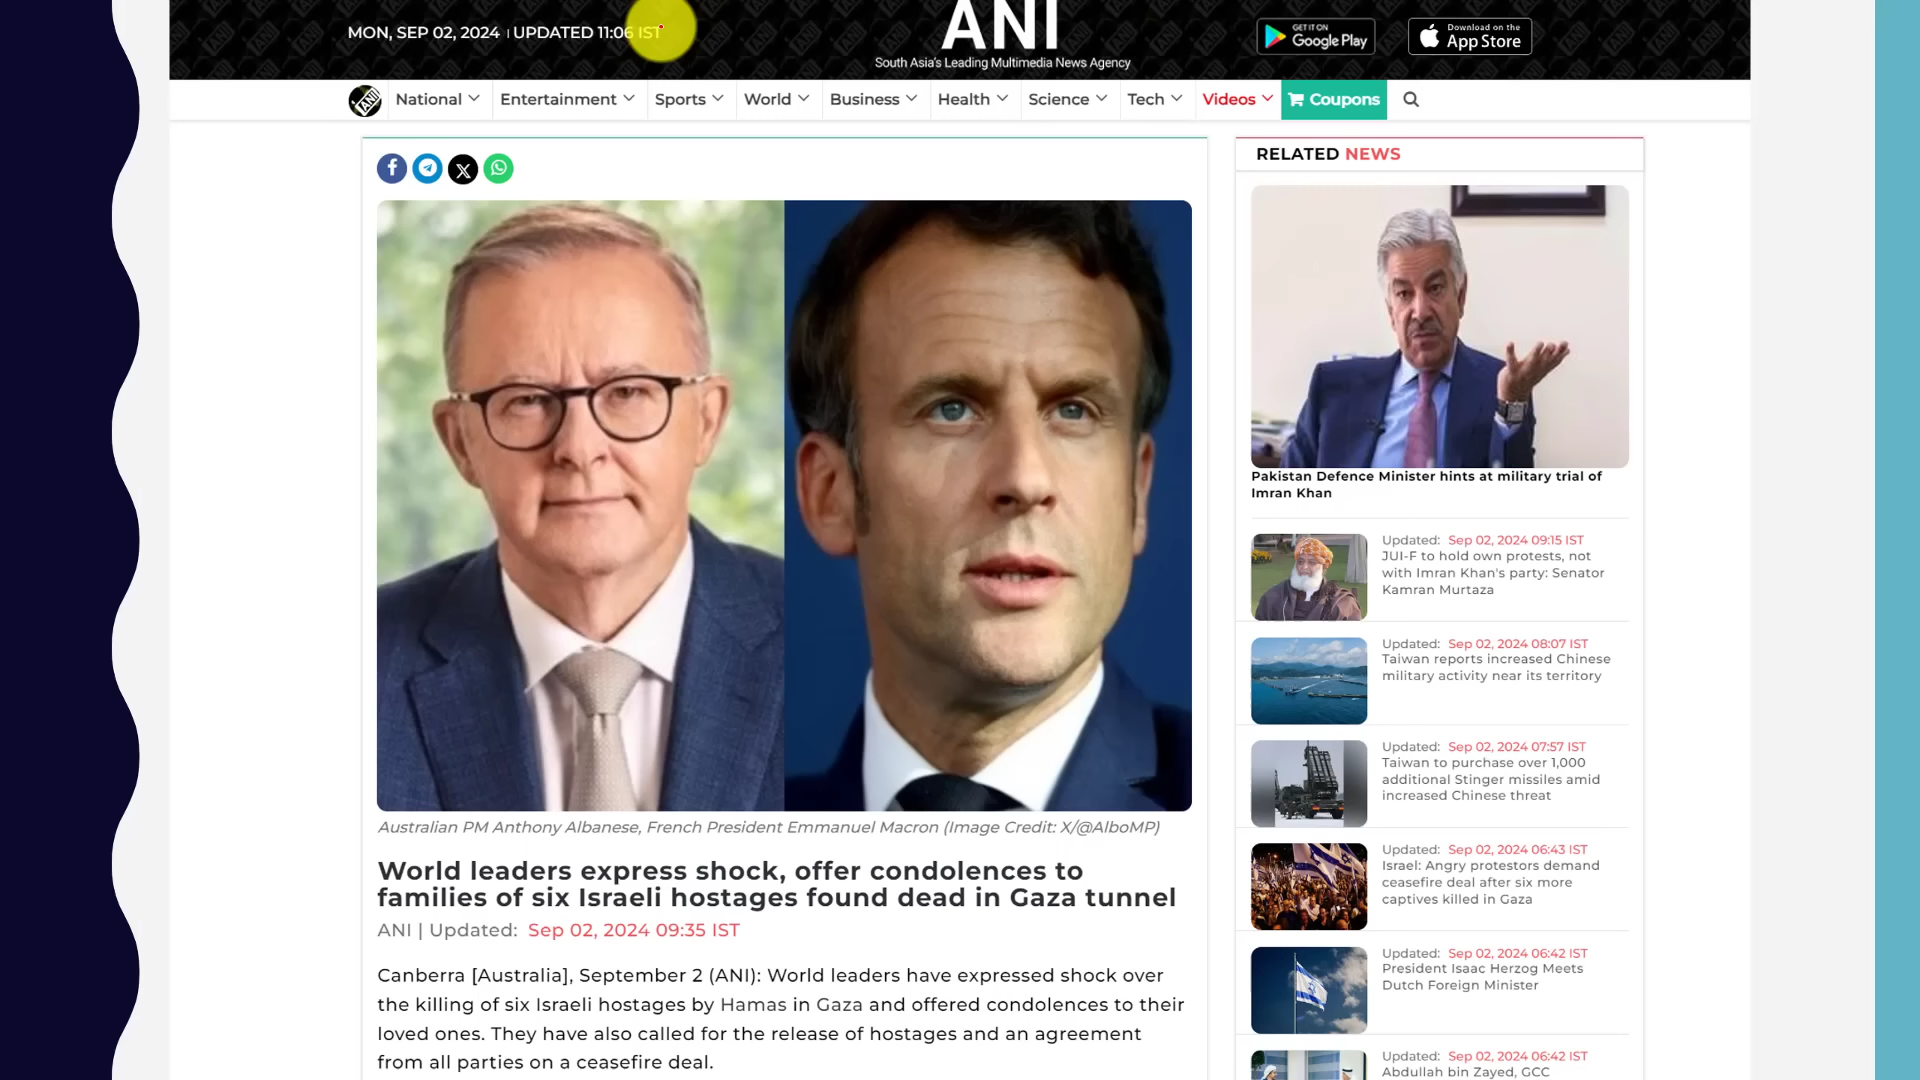 MON, SEP 02, 2024 | UPDATED 11:06 IST
ANI
South Asia's Leading Multimedia News Agency
GET IT ON
Google Play
Download on the
App Store
ANI
National
Entertainment
Sports
World
Business
Health
Science
Tech
Videos
Coupons
Australian PM Anthony Albanese, French President Emmanuel Macron (Image Credit: X/@AlboMP)
World leaders express shock, offer condolences to
families of six Israeli hostages found dead in Gaza tunnel
ANI | Updated: Sep 02, 2024 09:35 IST
Canberra [Australia], September 2 (ANI): World leaders have expressed shock over
the killing of six Israeli hostages by Hamas in Gaza and offered condolences to their
loved ones. They have also called for the release of hostages and an agreement
from all parties on a ceasefire deal.
RELATED NEWS
Pakistan Defence Minister hints at military trial of
Imran Khan
Updated: Sep 02, 2024 09:15 IST
JUI-F to hold own protests, not
with Imran Khan's party: Senator
Kamran Murtaza
Updated: Sep 02, 2024 08:07 IST
Taiwan reports increased Chinese
military activity near its territory
Updated: Sep 02, 2024 07:57 IST
Taiwan to purchase over 1,000
additional Stinger missiles amid
increased Chinese threat
Updated: Sep 02, 2024 06:43 IST
Israel: Angry protestors demand
ceasefire deal after six more
captives killed in Gaza
Updated: Sep 02, 2024 06:42 IST
President Isaac Herzog Meets
Dutch Foreign Minister
Updated: Sep 02, 2024 06:42 IST
Abdullah bin Zayed, GCC